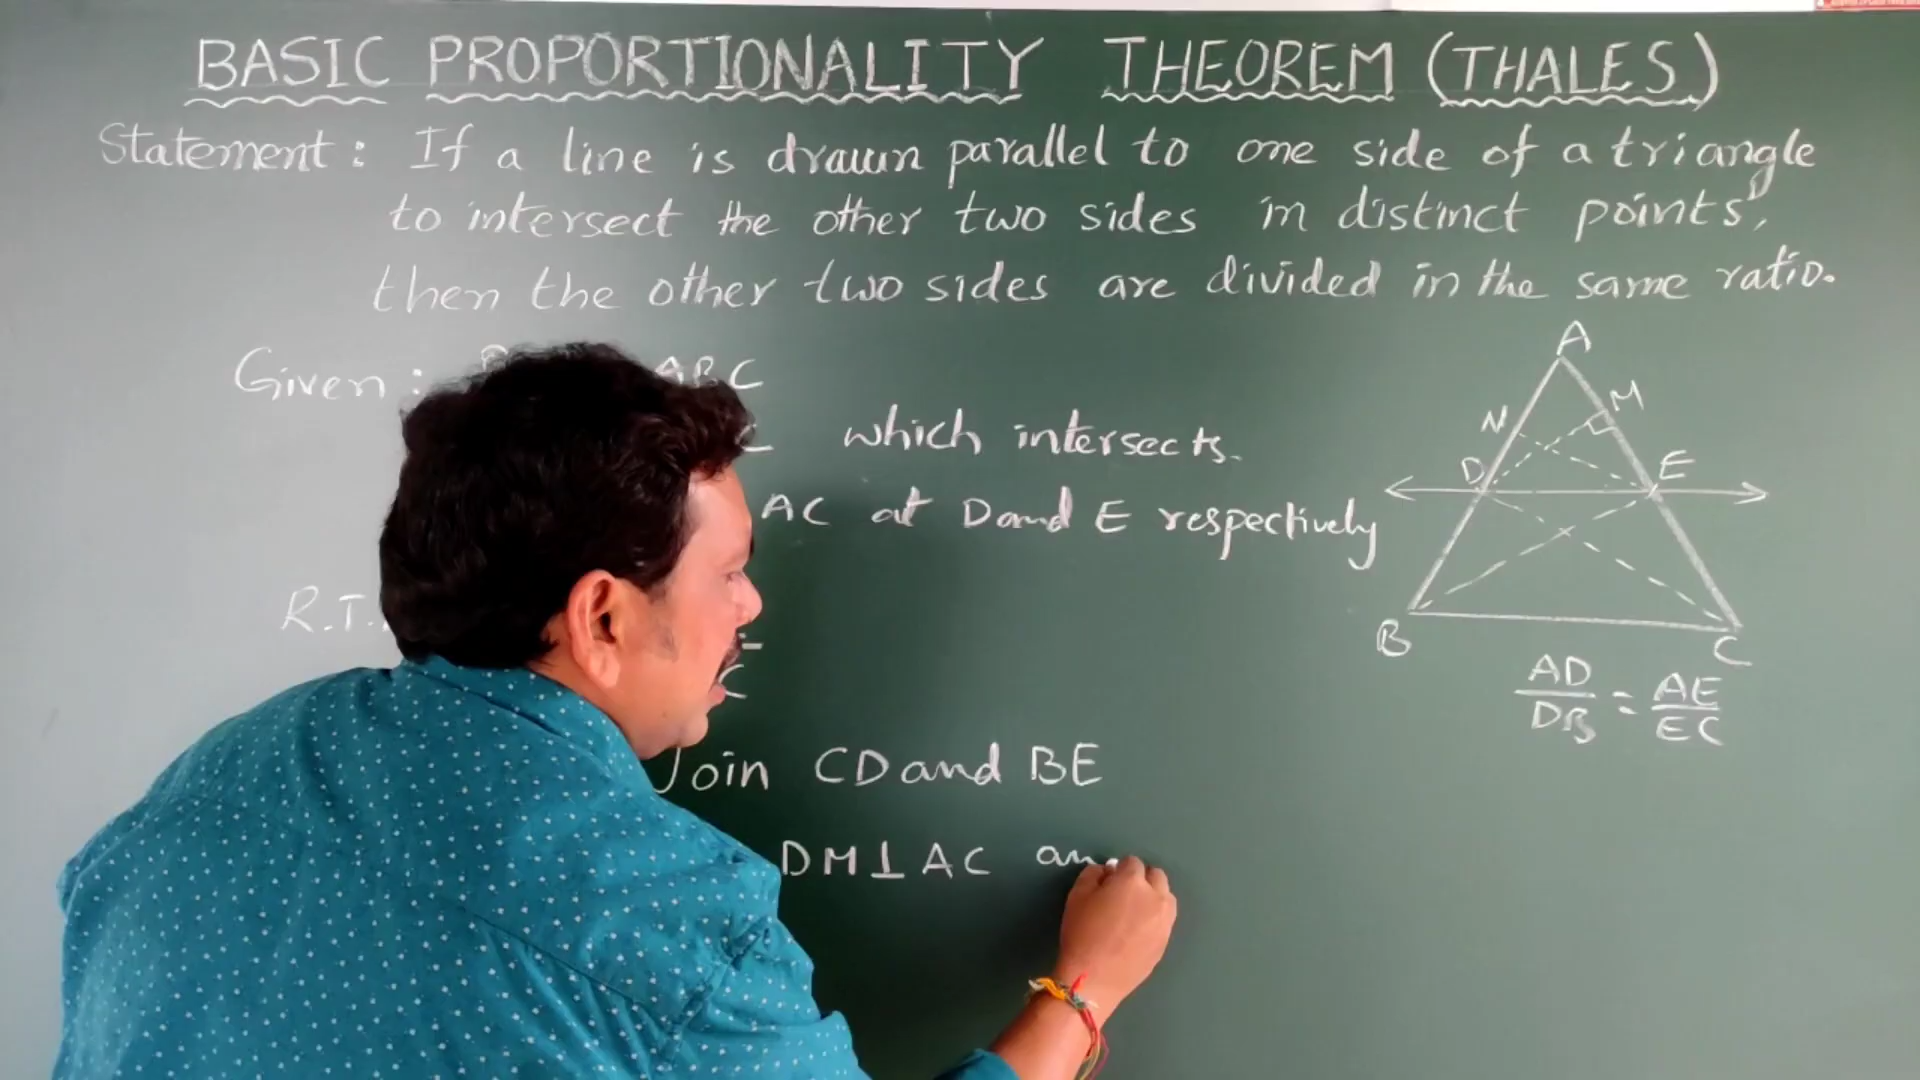 BASIC PROPORTIONALITY THEOREM (THALES)
Statement: If a line is drawn parallel to one side of a triangle
to intersect the other two sides in distinct points,
then the other two sides are divided in the same ratio.
Given: ABC
which intersects.
AC at D and E respectively
R.T.
C
Join CD and BE
DM⊥AC an
A
M
N
D
E
B
C
AD/DB = AE/EC